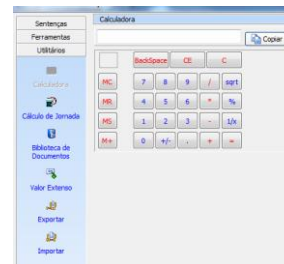 Sentenças
Ferramentas
Utilitários
Calculadora
Cálculo de Jornada
Biblioteca de
Documentos
Valor Extenso
Exportar
Importar
Calculadora
Copiar
BackSpace CE C
MC 7 8 9 / sqrt
MR 4 5 6 * %
MS 1 2 3 - 1/x
M+ 0 +/- . + =